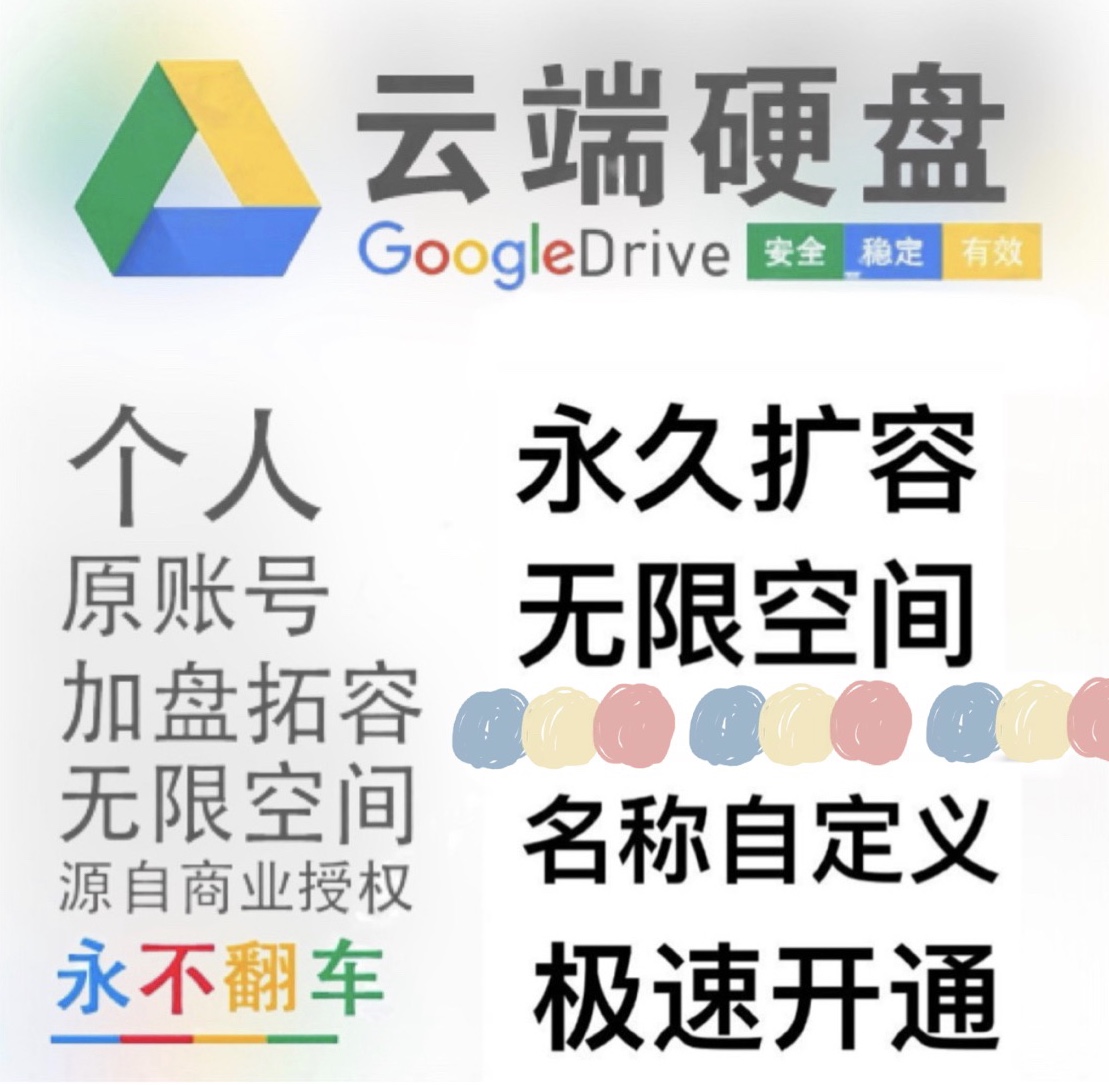 云端硬盘
GoogleDrive 安全 稳定 有效
个人
原账号
加盘拓容
无限空间
源自商业授权
永不翻车
永久扩容
无限空间
名称自定义
极速开通